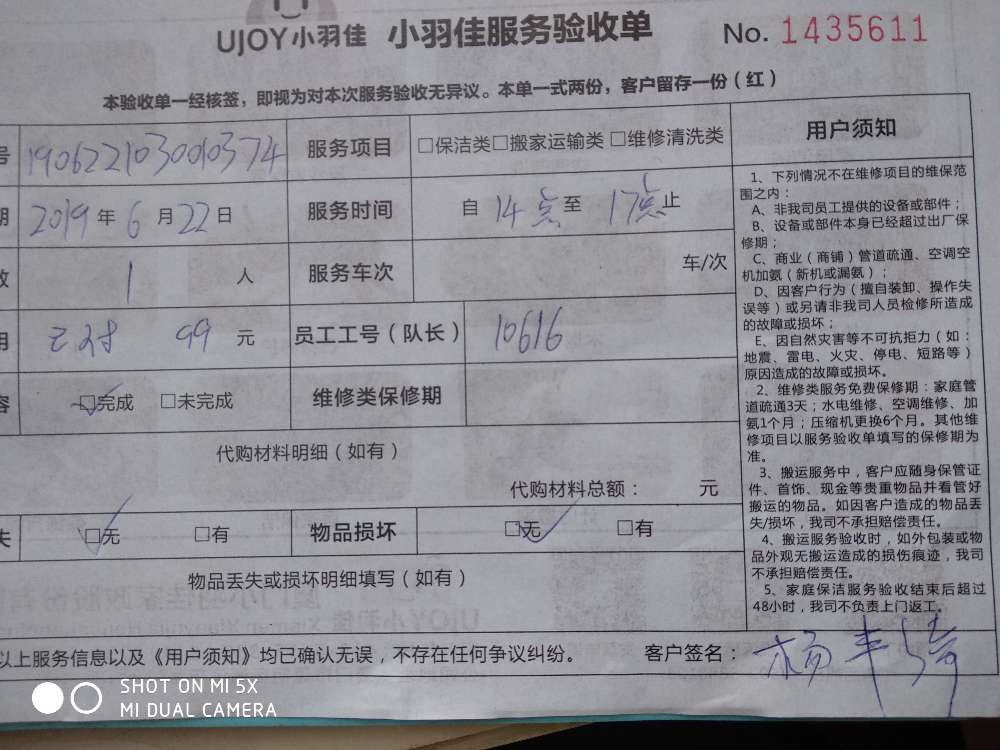 UJOY小羽佳 小羽佳服务验收单 No. 1435611
本验收单一经核签，即视为对本次服务验收无异议。本单一式两份，客户留存一份（红）
号 19062210300010374 服务项目 □保洁类□搬家运输类□维修清洗类
期 2019年6月22日 服务时间 自 14点至 17点止
数 1 人 服务车次 车/次
用 已付 99 元 员工工号（队长） 10616
容 □完成 □未完成 维修类保修期
代购材料明细（如有）
代购材料总额： 元
失 □无 □有 物品损坏 □无 □有
物品丢失或损坏明细填写（如有）
以上服务信息以及《用户须知》均已确认无误，不存在任何争议纠纷。 客户签名： 杨丰
用户须知
1、下列情况不在维修项目的维保范
围之内：
A、非我司员工提供的设备或部件；
B、设备或部件本身已经超过出厂保
修期；
C、商业（商铺）管道疏通、空调空
机加氨（新机或漏氨）；
D、因客户行为（擅自装卸、操作失
误等）或另请非我司人员检修所造成
的故障或损坏；
E、因自然灾害等不可抗拒力（如：
地震、雷电、火灾、停电、短路等）
原因造成的故障或损坏。
2、维修类服务免费保修期：家庭管
道疏通3天；水电维修、空调维修、加
氨1个月；压缩机更换6个月。其他维
修项目以服务验收单填写的保修期为
准。
3、搬运服务中，客户应随身保管证
件、首饰、现金等贵重物品并看管好
搬运的物品。如因客户造成的物品丢
失/损坏，我司不承担赔偿责任。
4、搬运服务验收时，如外包装或物
品外观无搬运造成的损伤痕迹，我司
不承担赔偿责任。
5、家庭保洁服务验收结束后超过
48小时，我司不负责上门返工。
SHOT ON MI 5X
MI DUAL CAMERA